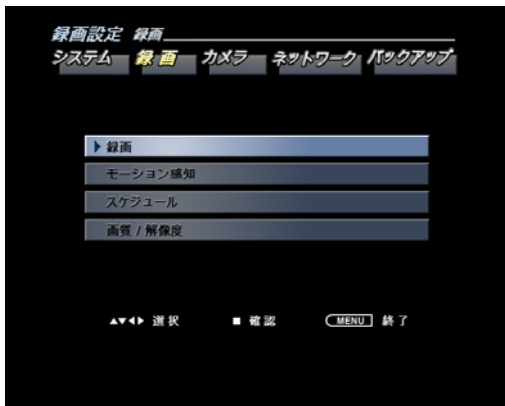 録画設定 録画
システム 録画 カメラ ネットワーク バックアップ
▶ 録画
モーション感知
スケジュール
画質 / 解像度
▲▼◀▶ 選択 ■ 確認 MENU 終了